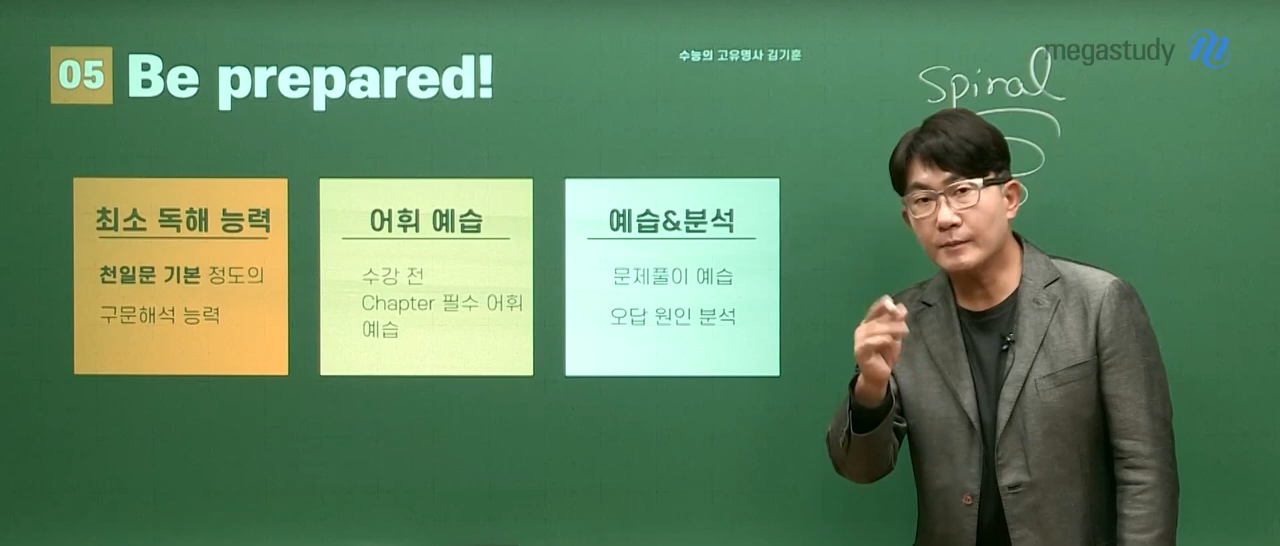 05 Be prepared!
수능의 고유명사 김기훈
megastudy
Spiral
최소 독해 능력
천일문 기본 정도의
구문해석 능력
어휘 예습
수강 전
Chapter 필수 어휘
예습
예습&분석
문제풀이 예습
오답 원인 분석